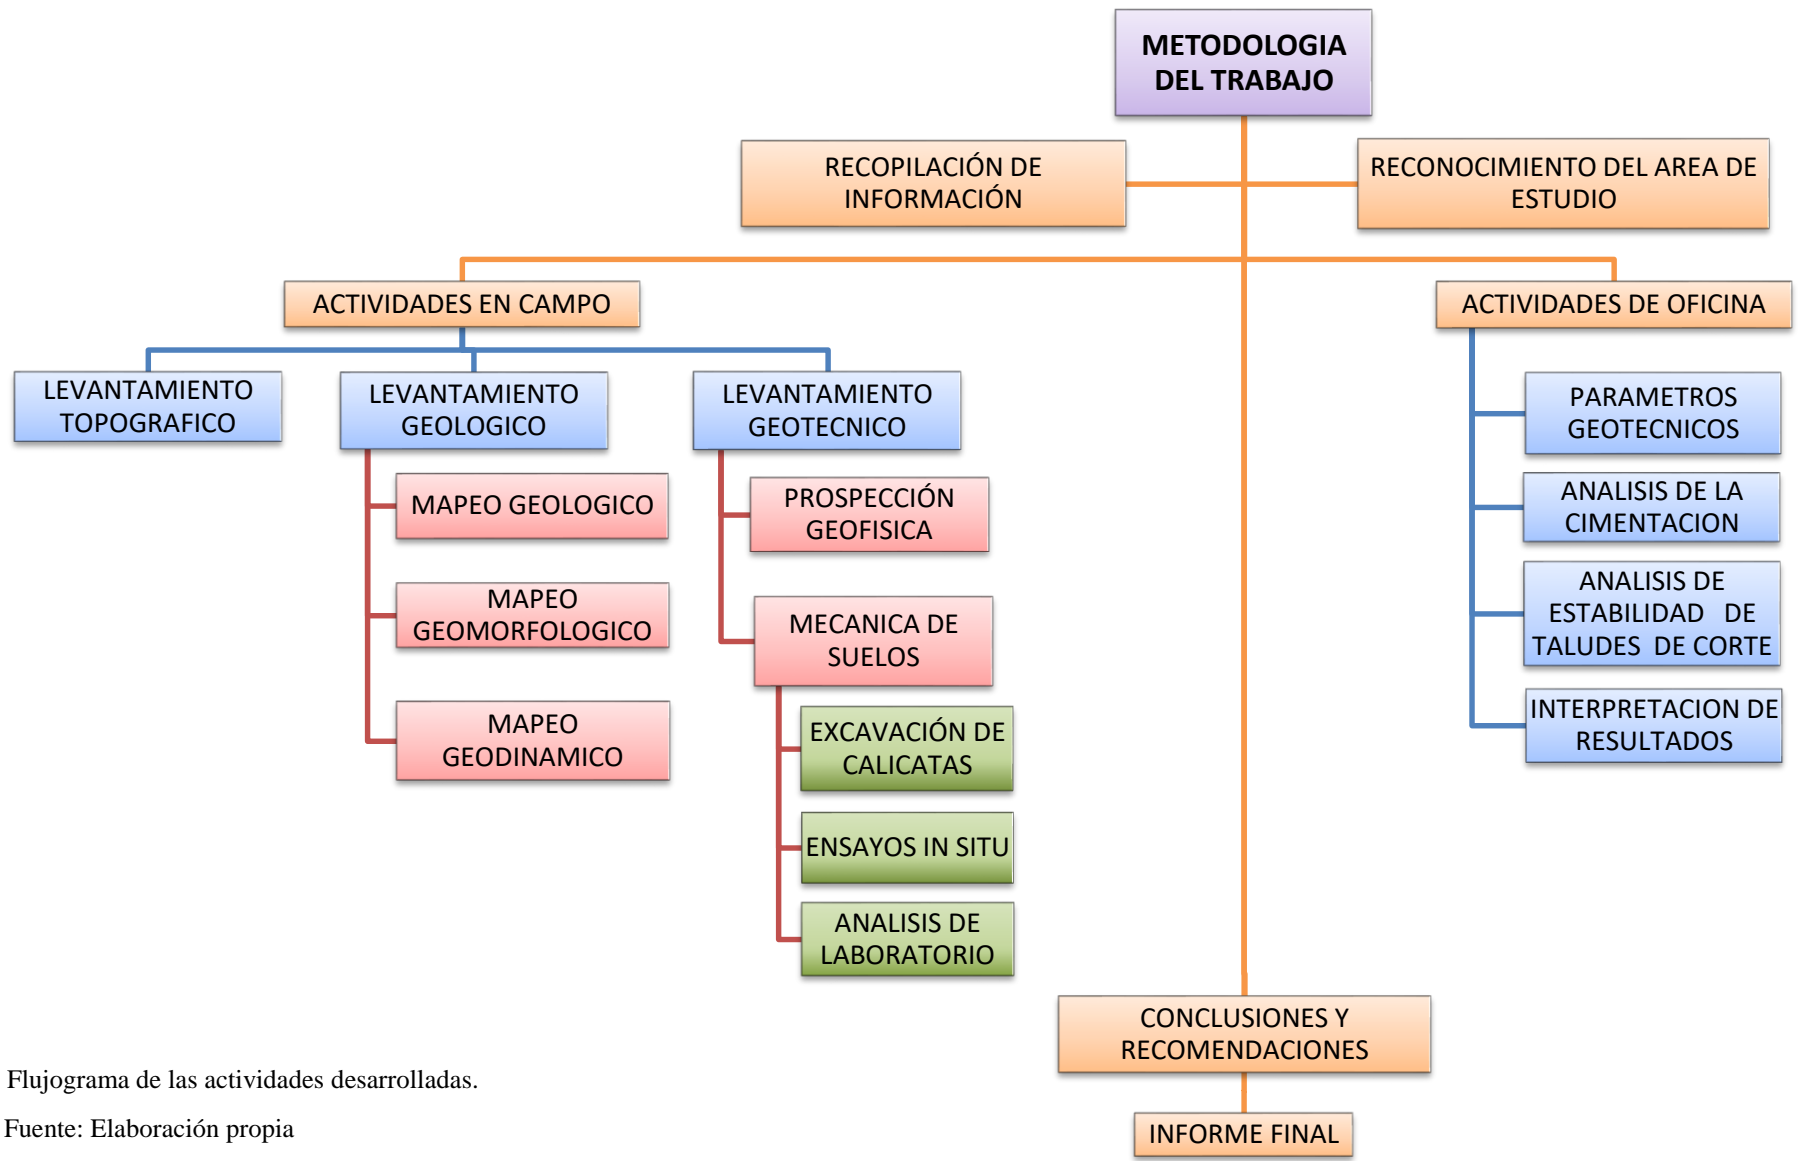 METODOLOGIA
DEL TRABAJO
RECOPILACIÓN DE
INFORMACIÓN
RECONOCIMIENTO DEL AREA DE
ESTUDIO
ACTIVIDADES EN CAMPO
LEVANTAMIENTO
TOPOGRAFICO
LEVANTAMIENTO
GEOLOGICO
MAPEO GEOLOGICO
MAPEO
GEOMORFOLOGICO
MAPEO
GEODINAMICO
LEVANTAMIENTO
GEOTECNICO
PROSPECCIÓN
GEOFISICA
MECANICA DE
SUELOS
EXCAVACIÓN DE
CALICATAS
ENSAYOS IN SITU
ANALISIS DE
LABORATORIO
ACTIVIDADES DE OFICINA
PARAMETROS
GEOTECNICOS
ANALISIS DE LA
CIMENTACION
ANALISIS DE
ESTABILIDAD DE
TALUDES DE CORTE
INTERPRETACION DE
RESULTADOS
CONCLUSIONES Y
RECOMENDACIONES
INFORME FINAL
Flujograma de las actividades desarrolladas.
Fuente: Elaboración propia